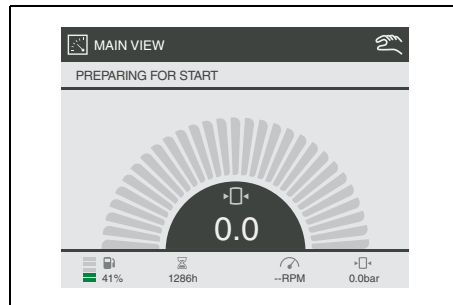 MAIN VIEW
PREPARING FOR START
0.0
41% 1286h --RPM 0.0bar